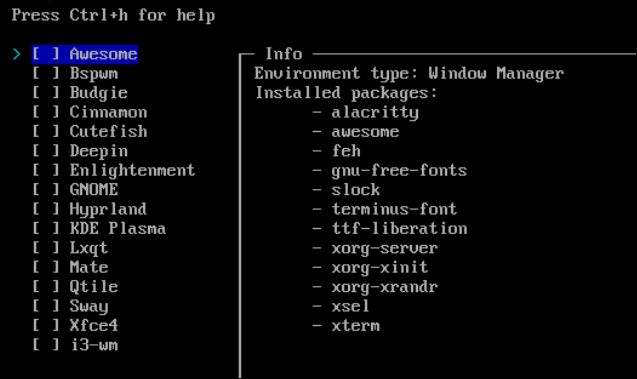 Press Ctrl+h for help
> [ ] Awesome
[ ] Bspwm
[ ] Budgie
[ ] Cinnamon
[ ] Cutefish
[ ] Deepin
[ ] Enlightenment
[ ] GNOME
[ ] Hyprland
[ ] KDE Plasma
[ ] Lxqt
[ ] Mate
[ ] Qtile
[ ] Sway
[ ] Xfce4
[ ] i3-wm
Info
Environment type: Window Manager
Installed packages:
- alacritty
- awesome
- feh
- gnu-free-fonts
- slock
- terminus-font
- ttf-liberation
- xorg-server
- xorg-xinit
- xorg-xrandr
- xsel
- xterm